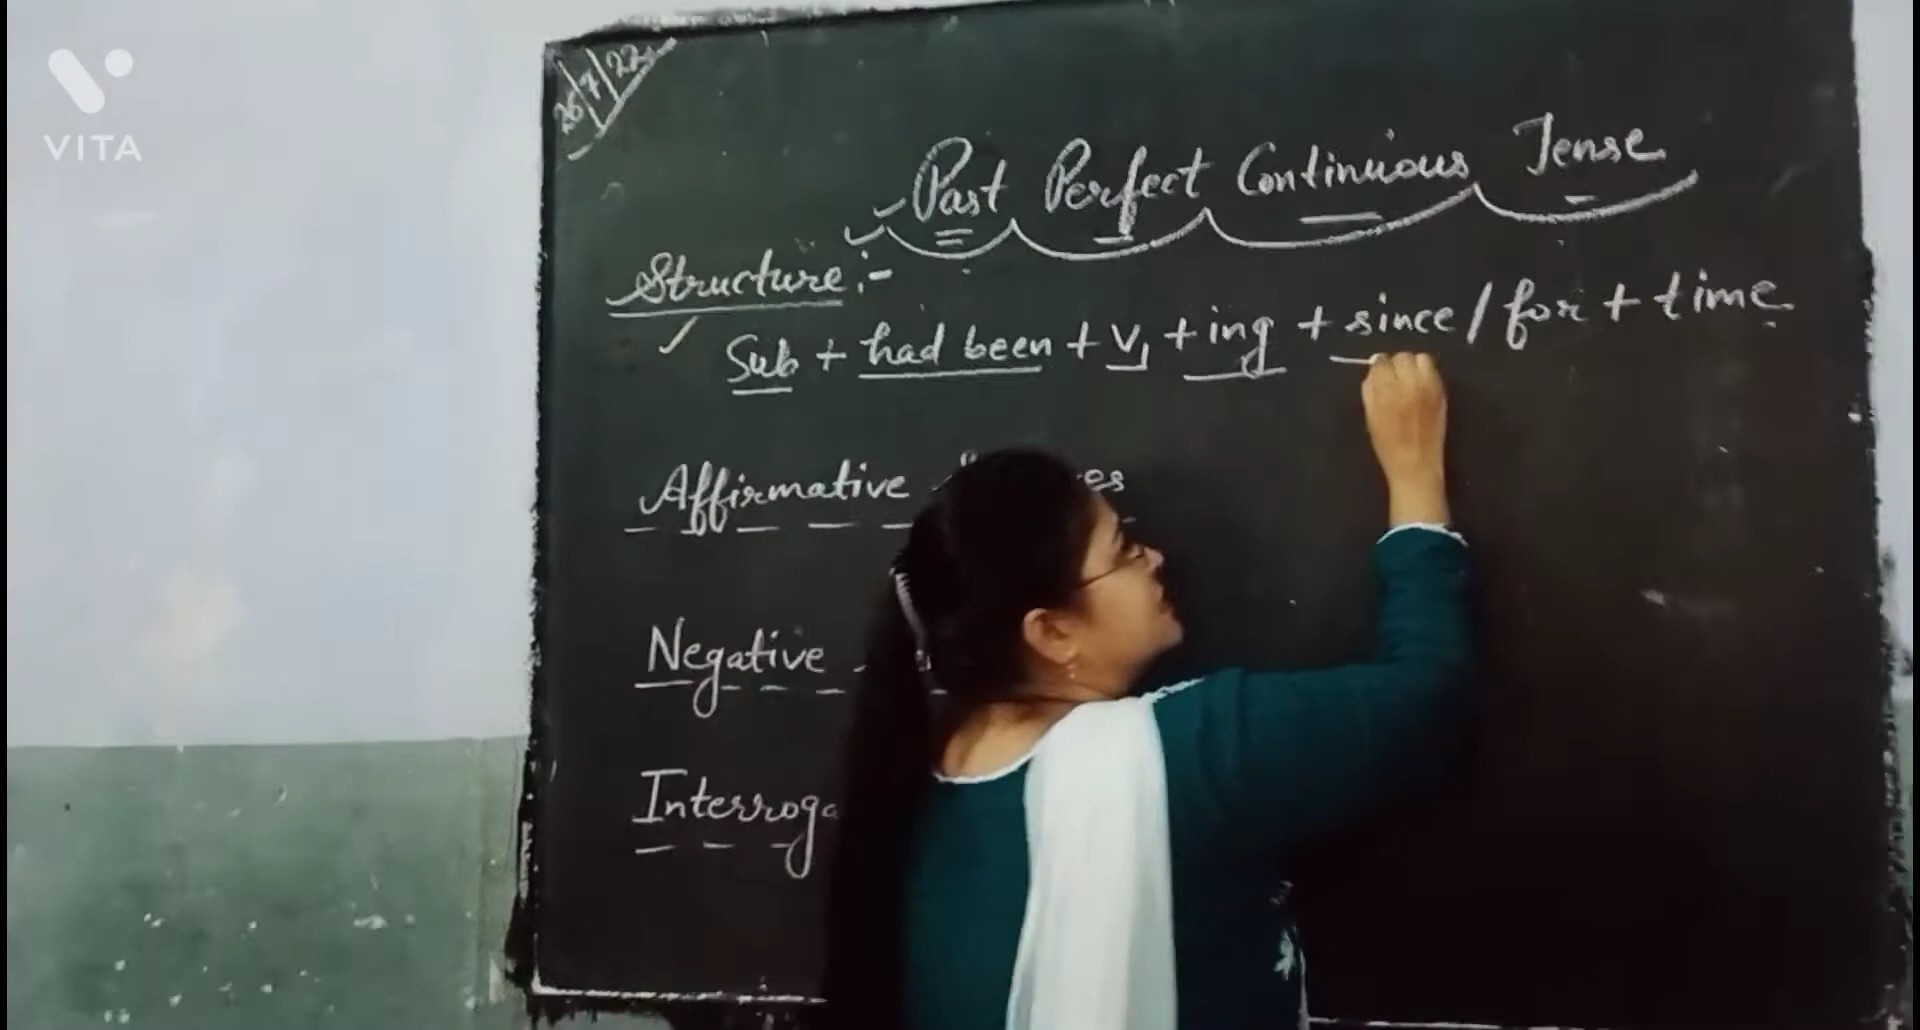 VITA
26/7/22
Past Perfect Continuous Tense
Structure:-
Sub + had been + V1 + ing + since / for + time
Affirmative
Negative